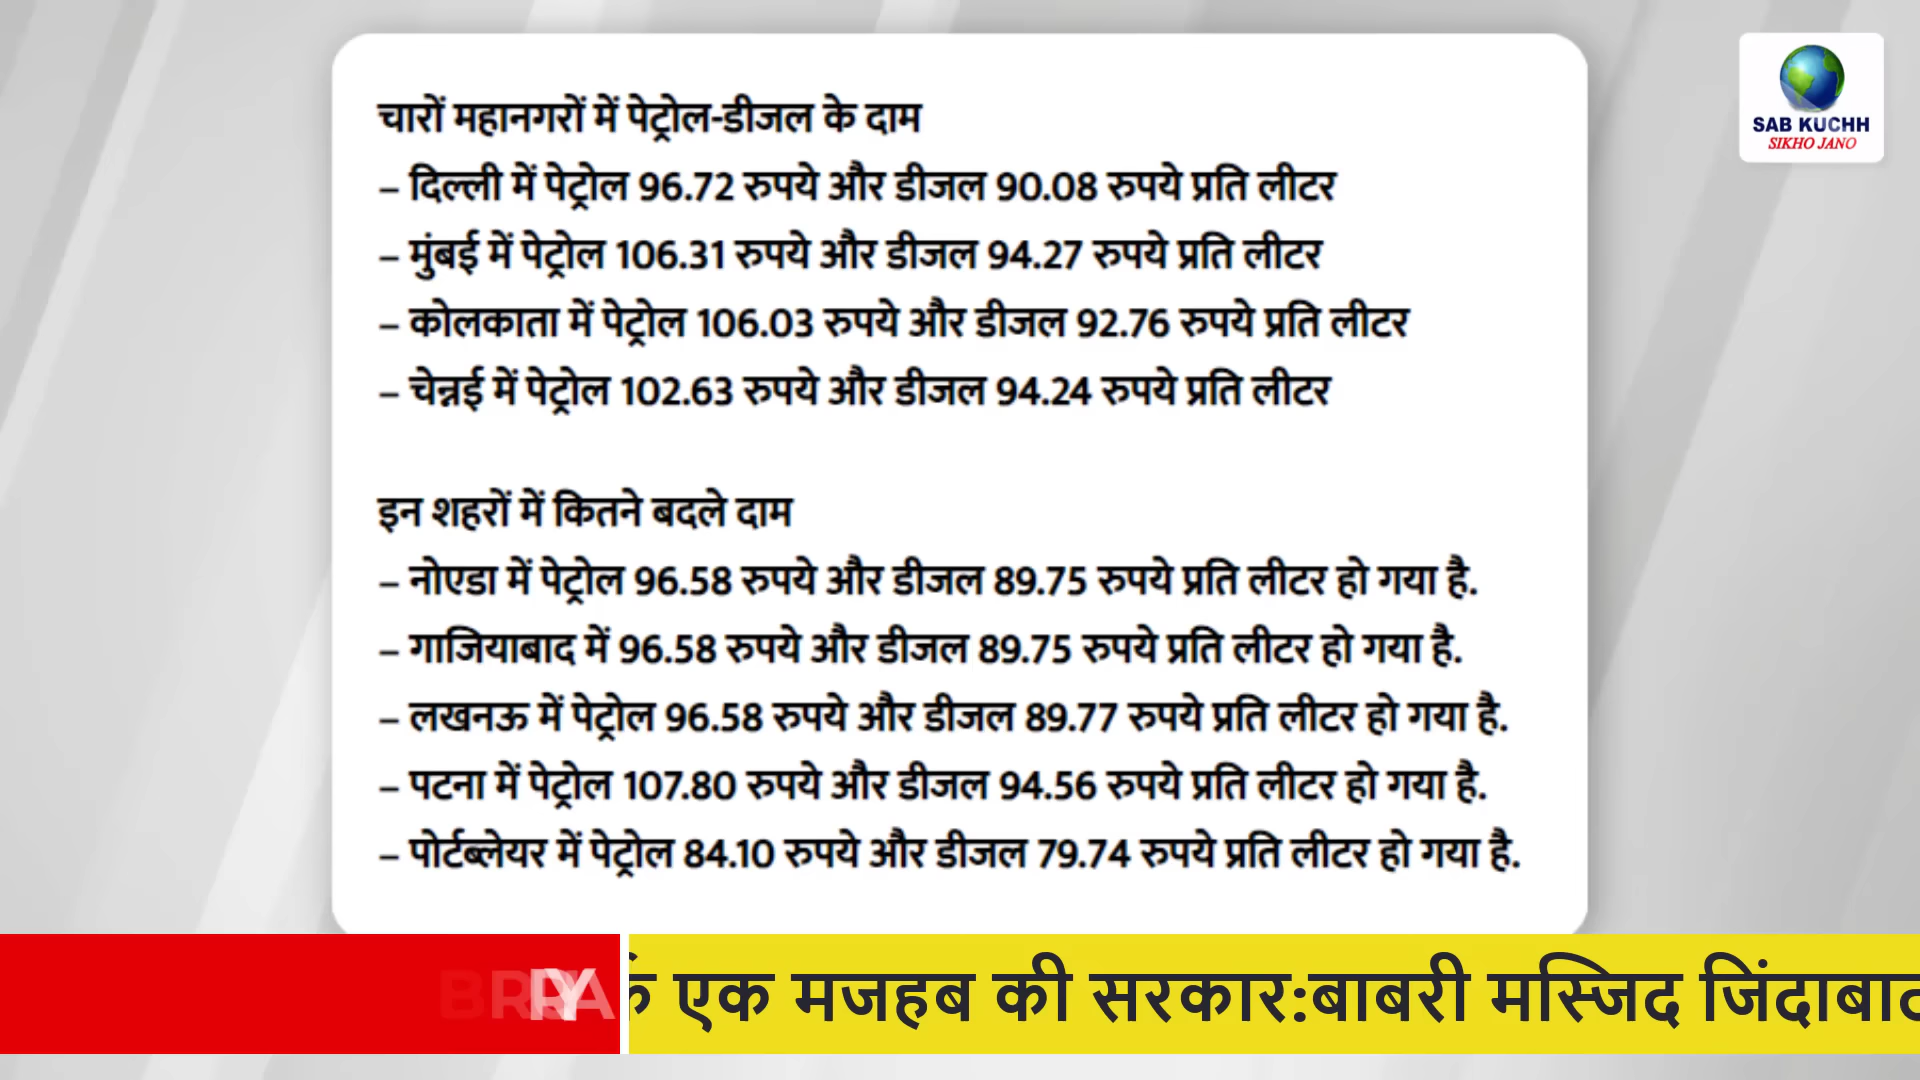 चारों महानगरों में पेट्रोल-डीजल के दाम
– दिल्ली में पेट्रोल 96.72 रुपये और डीजल 90.08 रुपये प्रति लीटर
– मुंबई में पेट्रोल 106.31 रुपये और डीजल 94.27 रुपये प्रति लीटर
– कोलकाता में पेट्रोल 106.03 रुपये और डीजल 92.76 रुपये प्रति लीटर
– चेन्नई में पेट्रोल 102.63 रुपये और डीजल 94.24 रुपये प्रति लीटर
इन शहरों में कितने बदले दाम
– नोएडा में पेट्रोल 96.58 रुपये और डीजल 89.75 रुपये प्रति लीटर हो गया है.
– गाजियाबाद में 96.58 रुपये और डीजल 89.75 रुपये प्रति लीटर हो गया है.
– लखनऊ में पेट्रोल 96.58 रुपये और डीजल 89.77 रुपये प्रति लीटर हो गया है.
– पटना में पेट्रोल 107.80 रुपये और डीजल 94.56 रुपये प्रति लीटर हो गया है.
– पोर्टब्लेयर में पेट्रोल 84.10 रुपये और डीजल 79.74 रुपये प्रति लीटर हो गया है.
SAB KUCHH
SIKHO JANO
एक मजहब की सरकार:बाबरी मस्जिद